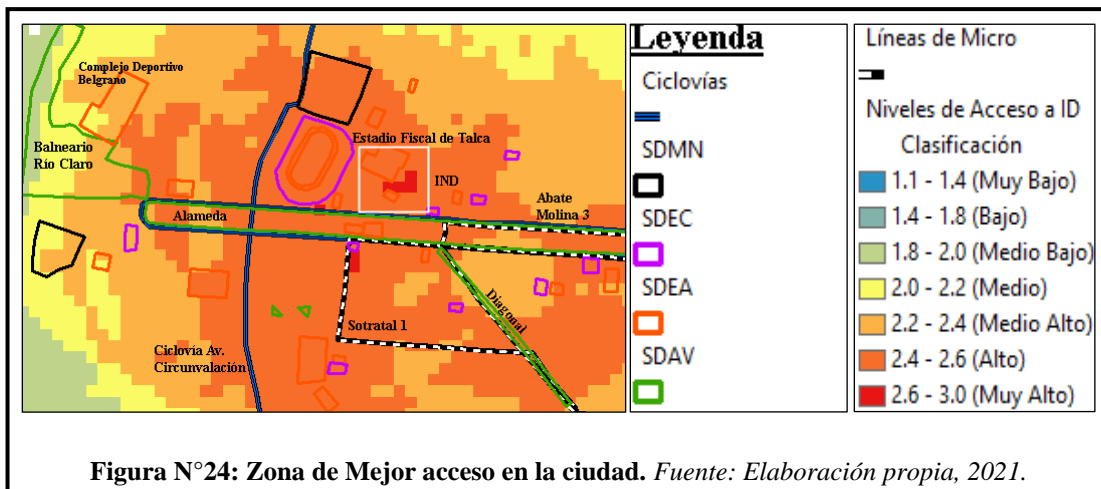 Complejo Deportivo
Belgrano
Balneario
Río Claro
Estadio Fiscal de Talca
IND
Abate
Molina 3
Alameda
Diagonal
Sotratal 1
Ciclovía Av.
Circunvalación
Leyenda
Ciclovías
SDMN
SDEC
SDEA
SDAV
Líneas de Micro
Niveles de Acceso a ID
Clasificación
1.1 - 1.4 (Muy Bajo)
1.4 - 1.8 (Bajo)
1.8 - 2.0 (Medio Bajo)
2.0 - 2.2 (Medio)
2.2 - 2.4 (Medio Alto)
2.4 - 2.6 (Alto)
2.6 - 3.0 (Muy Alto)
Figura N°24: Zona de Mejor acceso en la ciudad. Fuente: Elaboración propia, 2021.